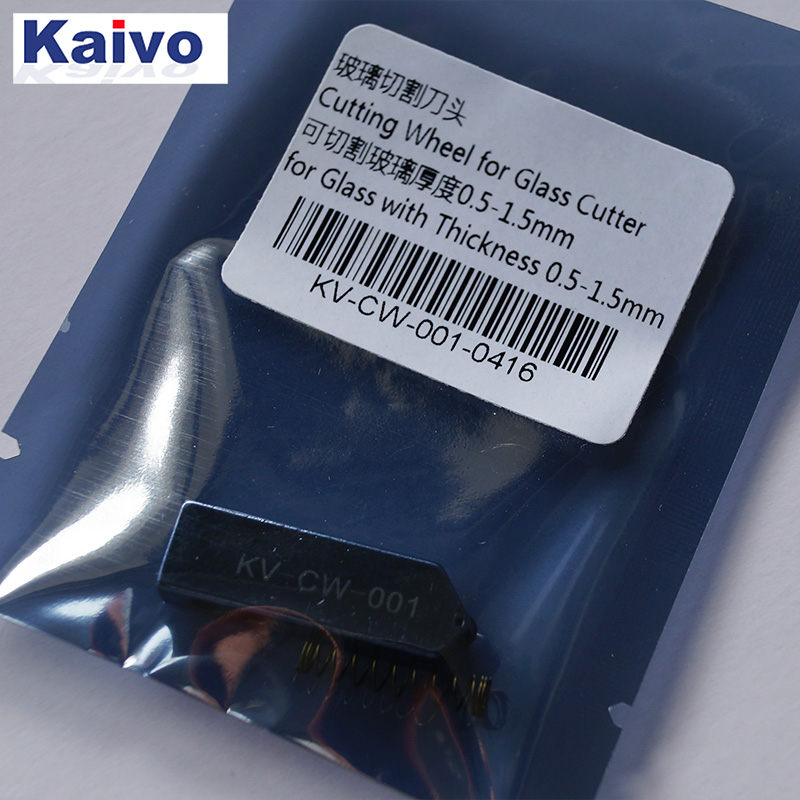 Kaivo
玻璃切割刀头
Cutting Wheel for Glass Cutter
可切割玻璃厚度0.5-1.5mm
for Glass with Thickness 0.5-1.5mm
KV-CW-001-0416
KV-CW-001